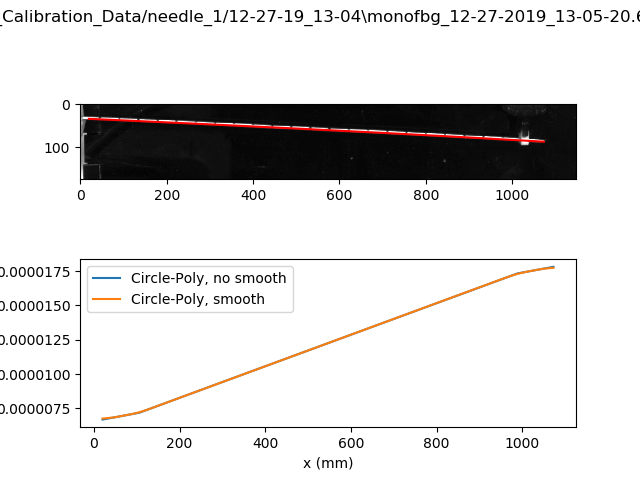 _Calibration_Data/needle_1/12-27-19_13-04\monofbg_12-27-2019_13-05-20.6
0
100
0 200 400 600 800 1000
0.0000175
0.0000150
0.0000125
0.0000100
0.0000075
Circle-Poly, no smooth
Circle-Poly, smooth
0 200 400 600 800 1000
x (mm)